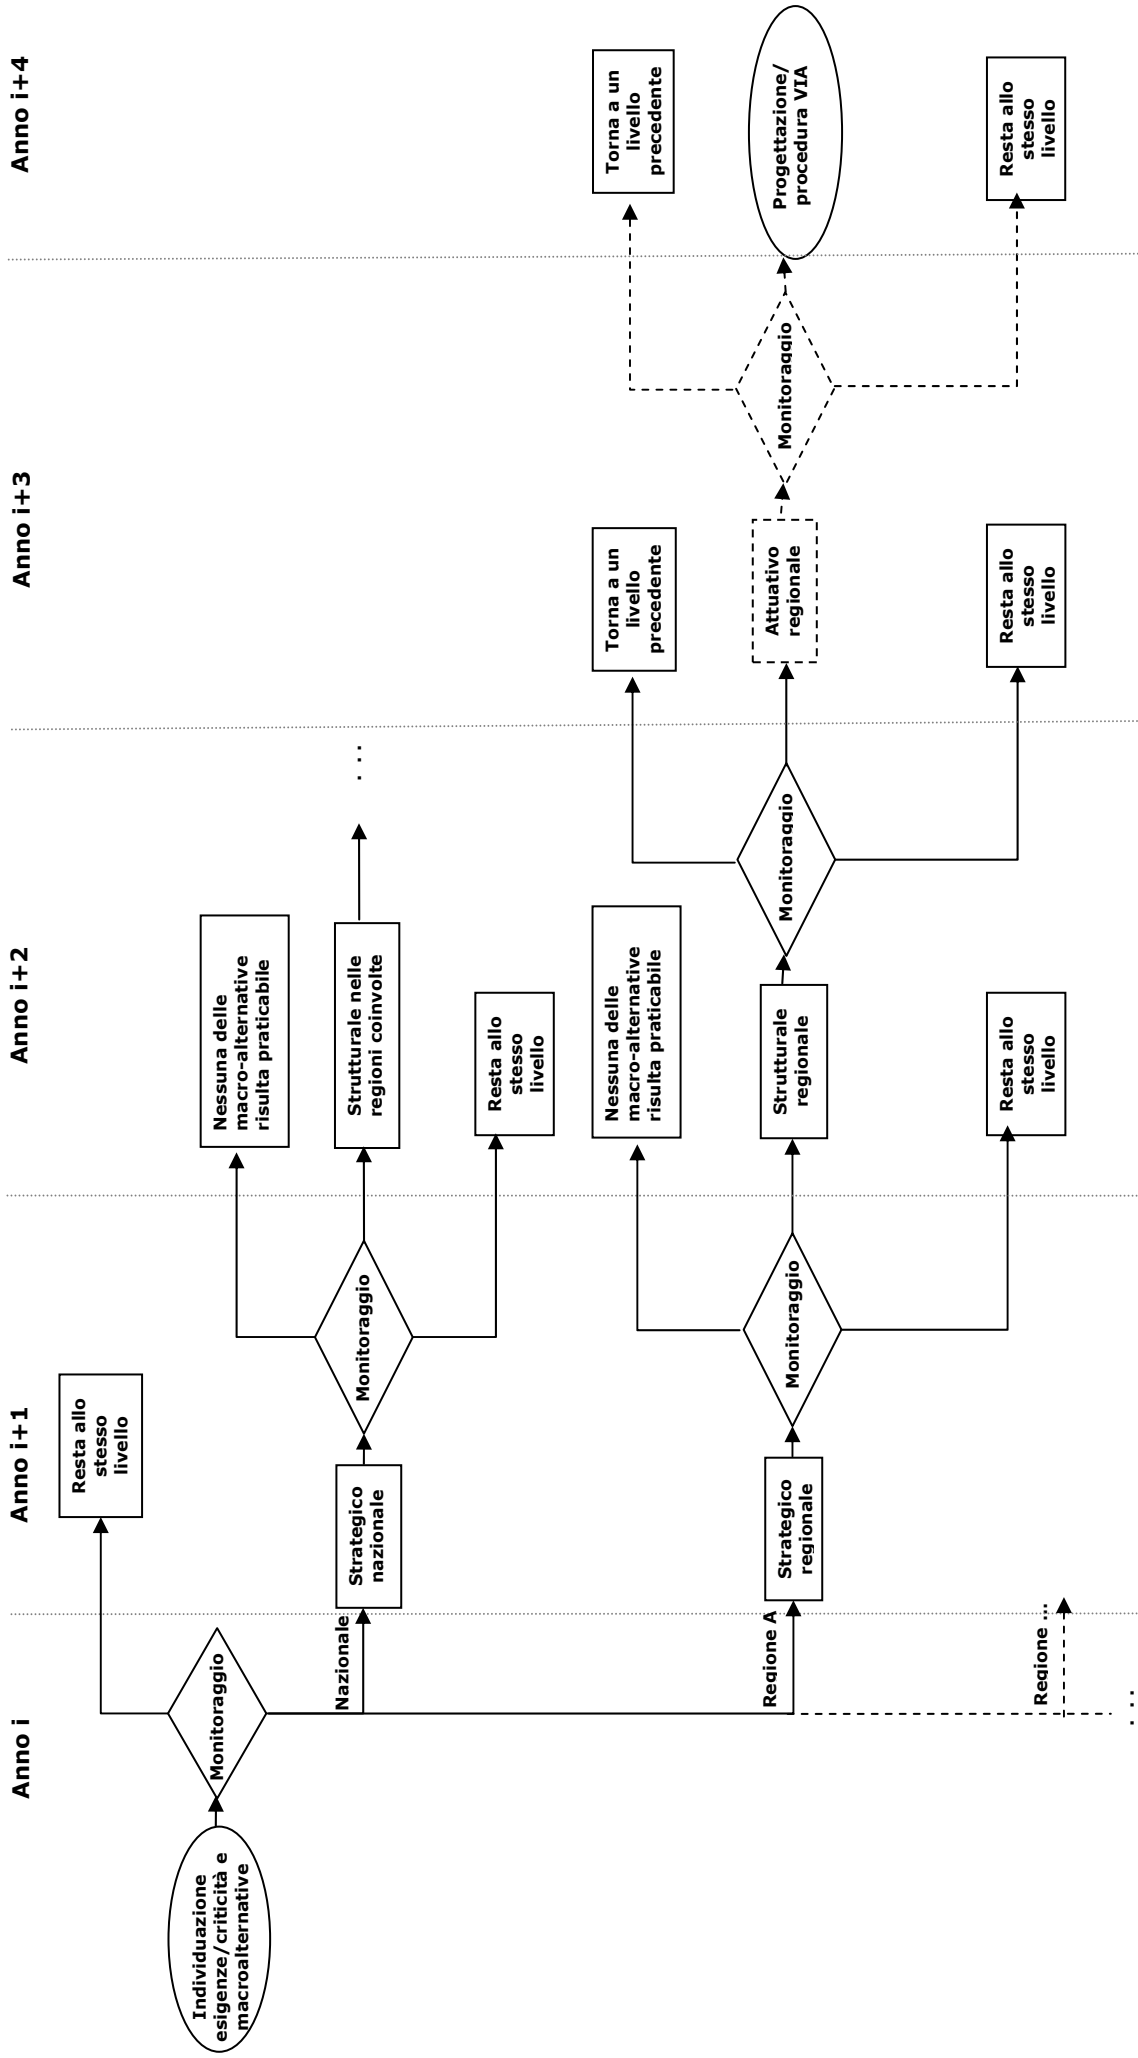 Anno i
Anno i+1
Anno i+2
Anno i+3
Anno i+4
Individuazione
esigenze/criticità e
macroalternative
Monitoraggio
Resta allo
stesso
livello
Nazionale
Strategico
nazionale
Monitoraggio
Nessuna delle
macro-alternative
risulta praticabile
Strutturale nelle
regioni coinvolte
...
Resta allo
stesso
livello
Regione A
Strategico
regionale
Monitoraggio
Nessuna delle
macro-alternative
risulta praticabile
Strutturale
regionale
Resta allo
stesso
livello
Monitoraggio
Torna a un
livello
precedente
Attuativo
regionale
Resta allo
stesso
livello
Monitoraggio
Torna a un
livello
precedente
Progettazione/
procedura VIA
Resta allo
stesso
livello
Regione ...
...